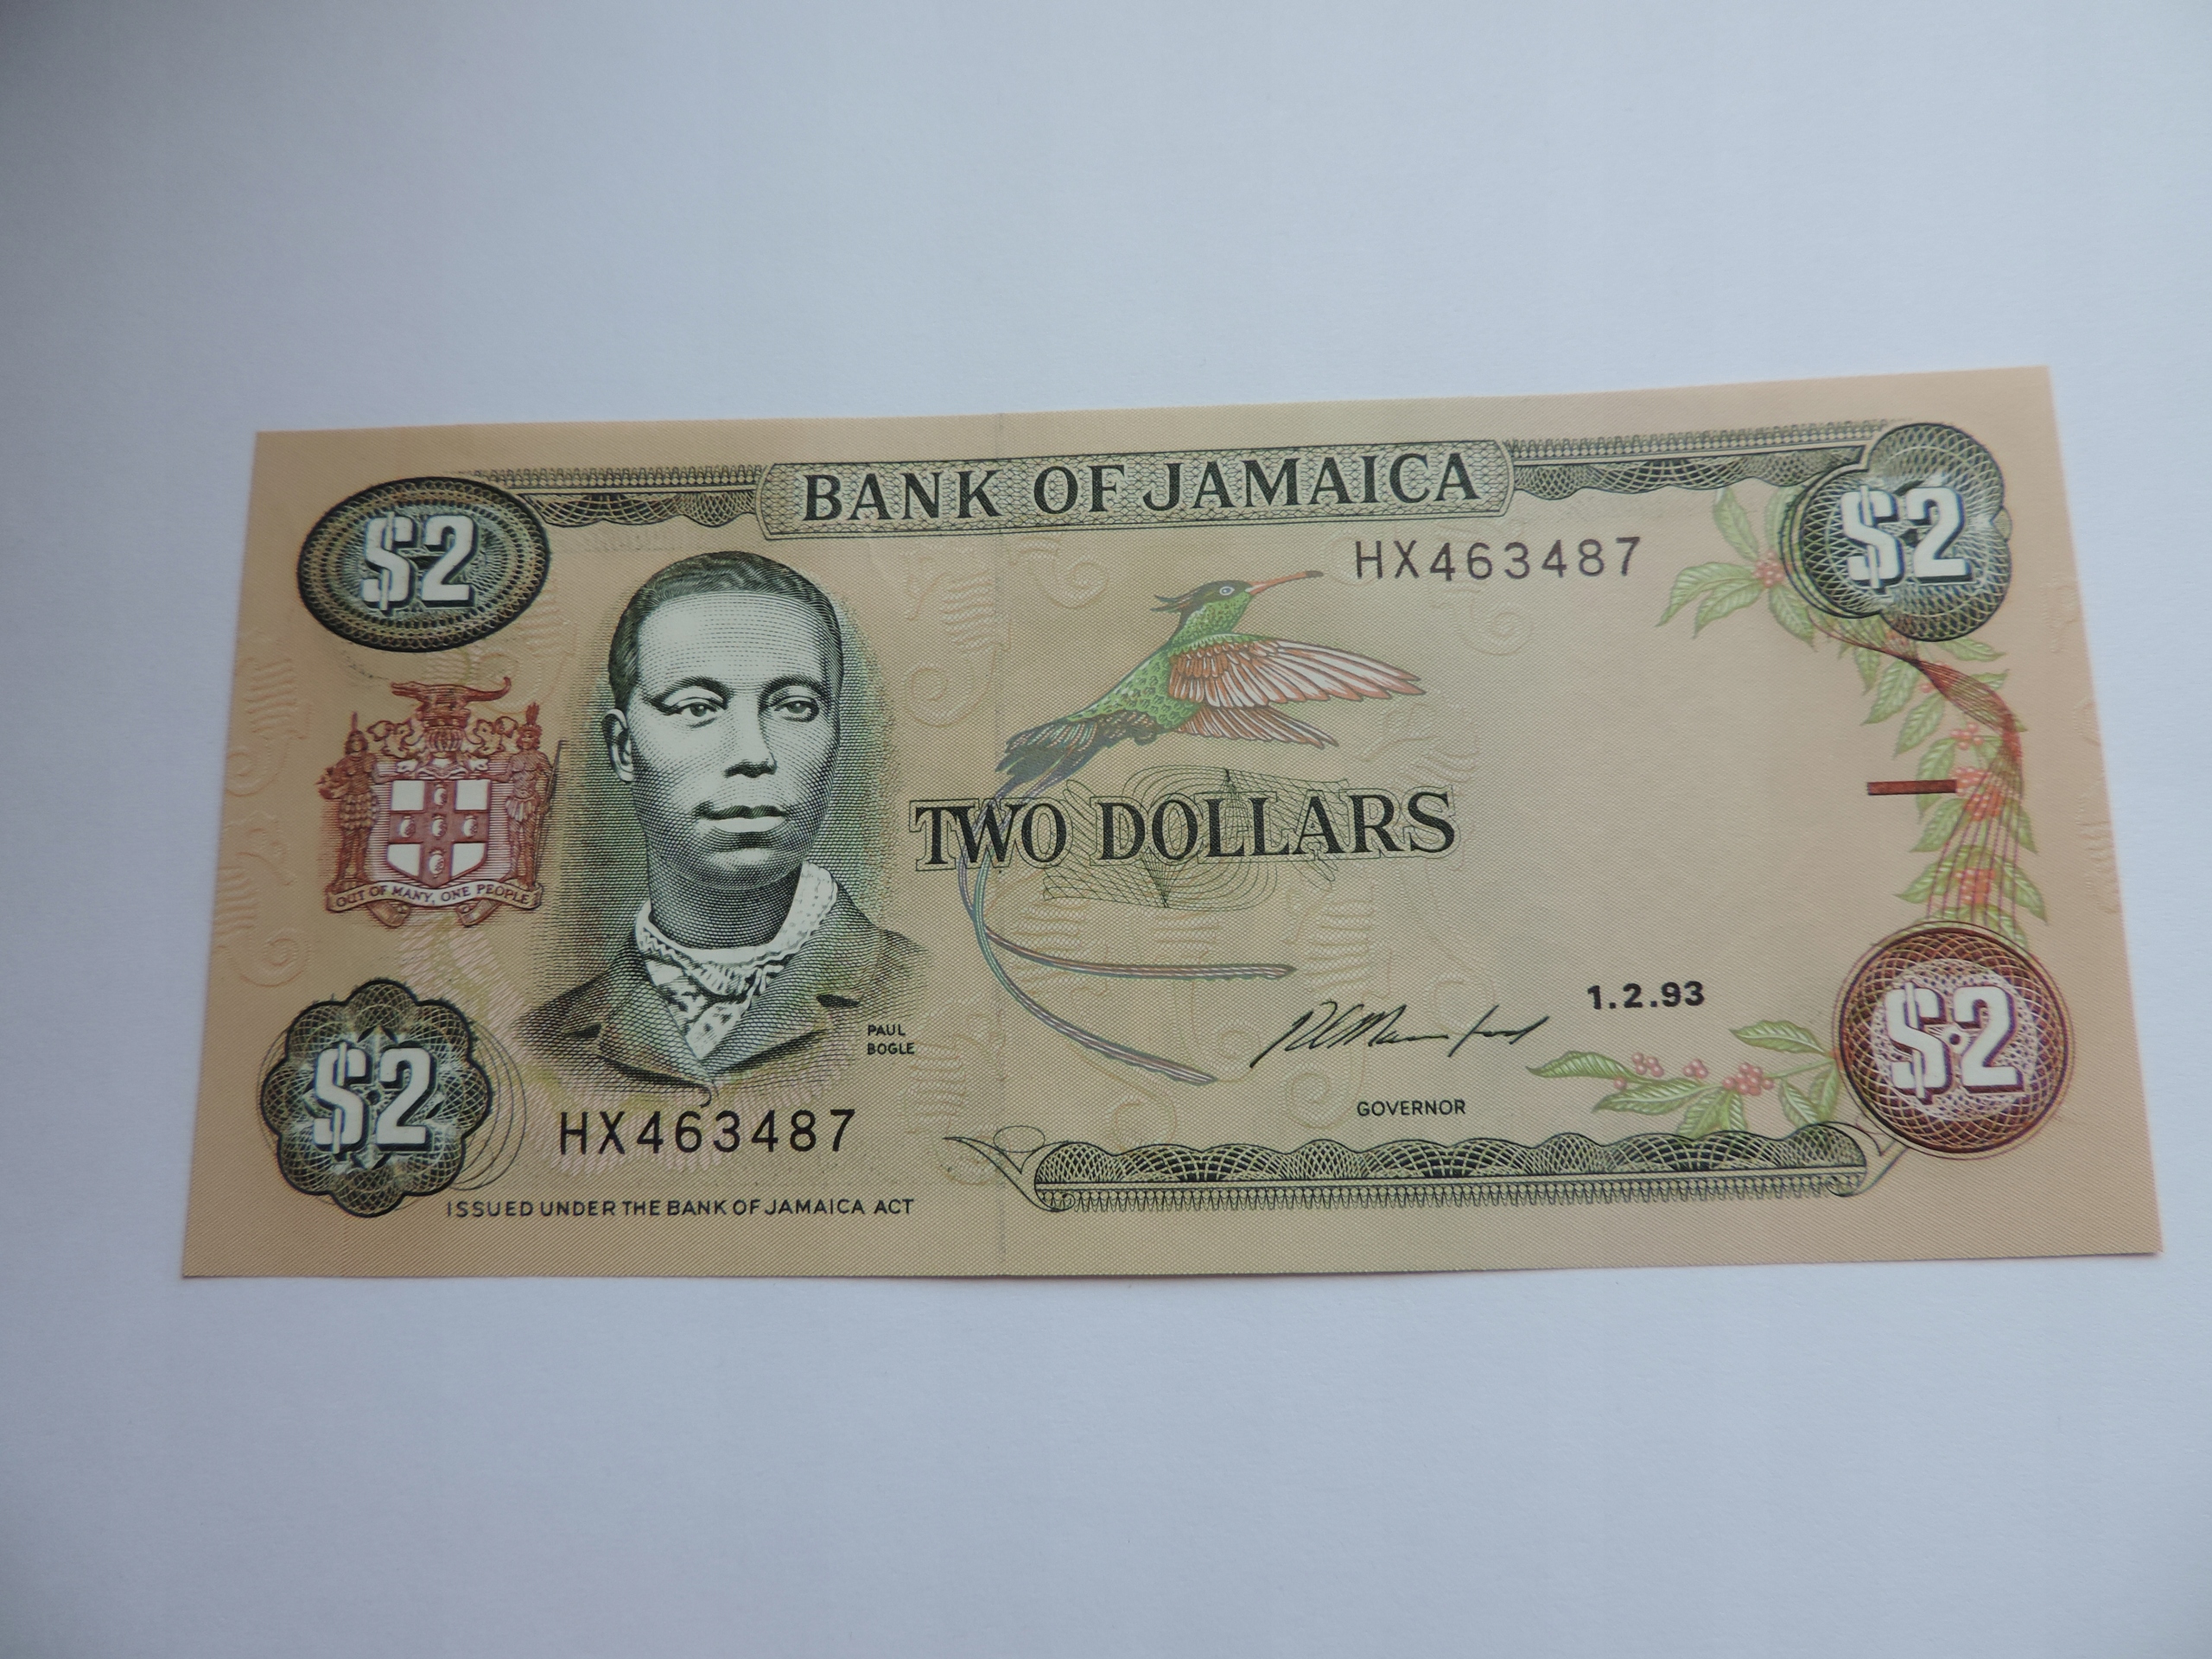 BANK OF JAMAICA
$2
$2
HX463487
OUT OF MANY, ONE PEOPLE
TWO DOLLARS
PAUL
BOGLE
1.2.93
GOVERNOR
$2
$2
HX463487
ISSUED UNDER THE BANK OF JAMAICA ACT